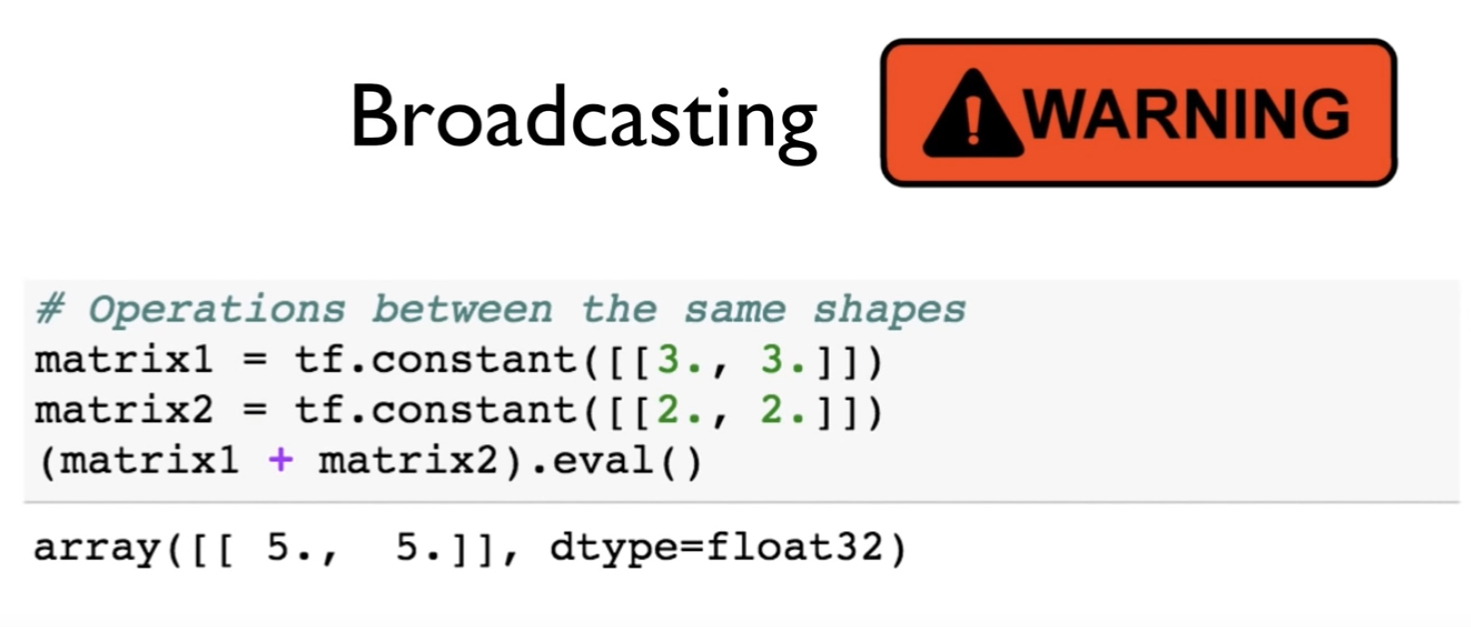 Broadcasting
WARNING
# Operations between the same shapes
matrix1 = tf.constant([[3., 3.]])
matrix2 = tf.constant([[2., 2.]])
(matrix1 + matrix2).eval()
array([[ 5.,  5.]], dtype=float32)